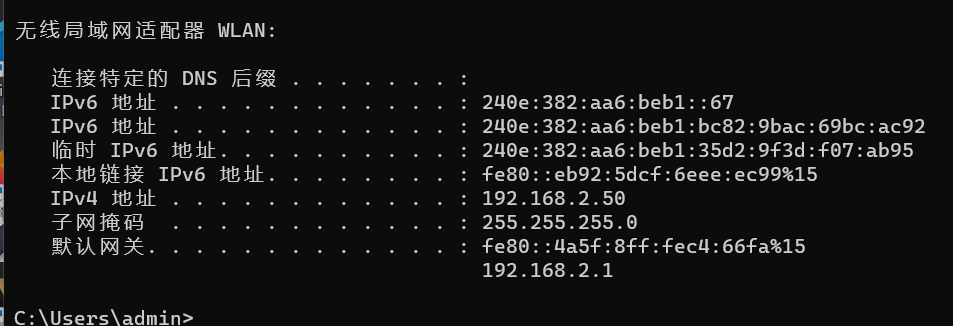 无线局域网适配器 WLAN:
连接特定的 DNS 后缀 . . . . . . . :
IPv6 地址 . . . . . . . . . . . . : 240e:382:aa6:beb1::67
IPv6 地址 . . . . . . . . . . . . : 240e:382:aa6:beb1:bc82:9bac:69bc:ac92
临时 IPv6 地址. . . . . . . . . . : 240e:382:aa6:beb1:35d2:9f3d:f07:ab95
本地链接 IPv6 地址. . . . . . . . : fe80::eb92:5dcf:6eee:ec99%15
IPv4 地址 . . . . . . . . . . . . : 192.168.2.50
子网掩码  . . . . . . . . . . . . : 255.255.255.0
默认网关. . . . . . . . . . . . . : fe80::4a5f:8ff:fec4:66fa%15
192.168.2.1
C:\Users\admin>